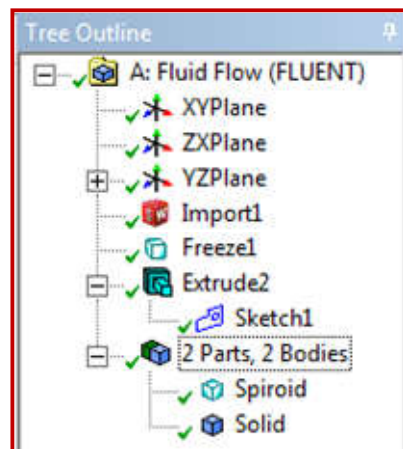 Tree Outline
A: Fluid Flow (FLUENT)
XYPlane
ZXPlane
YZPlane
Import1
Freeze1
Extrude2
Sketch1
2 Parts, 2 Bodies
Spiroid
Solid